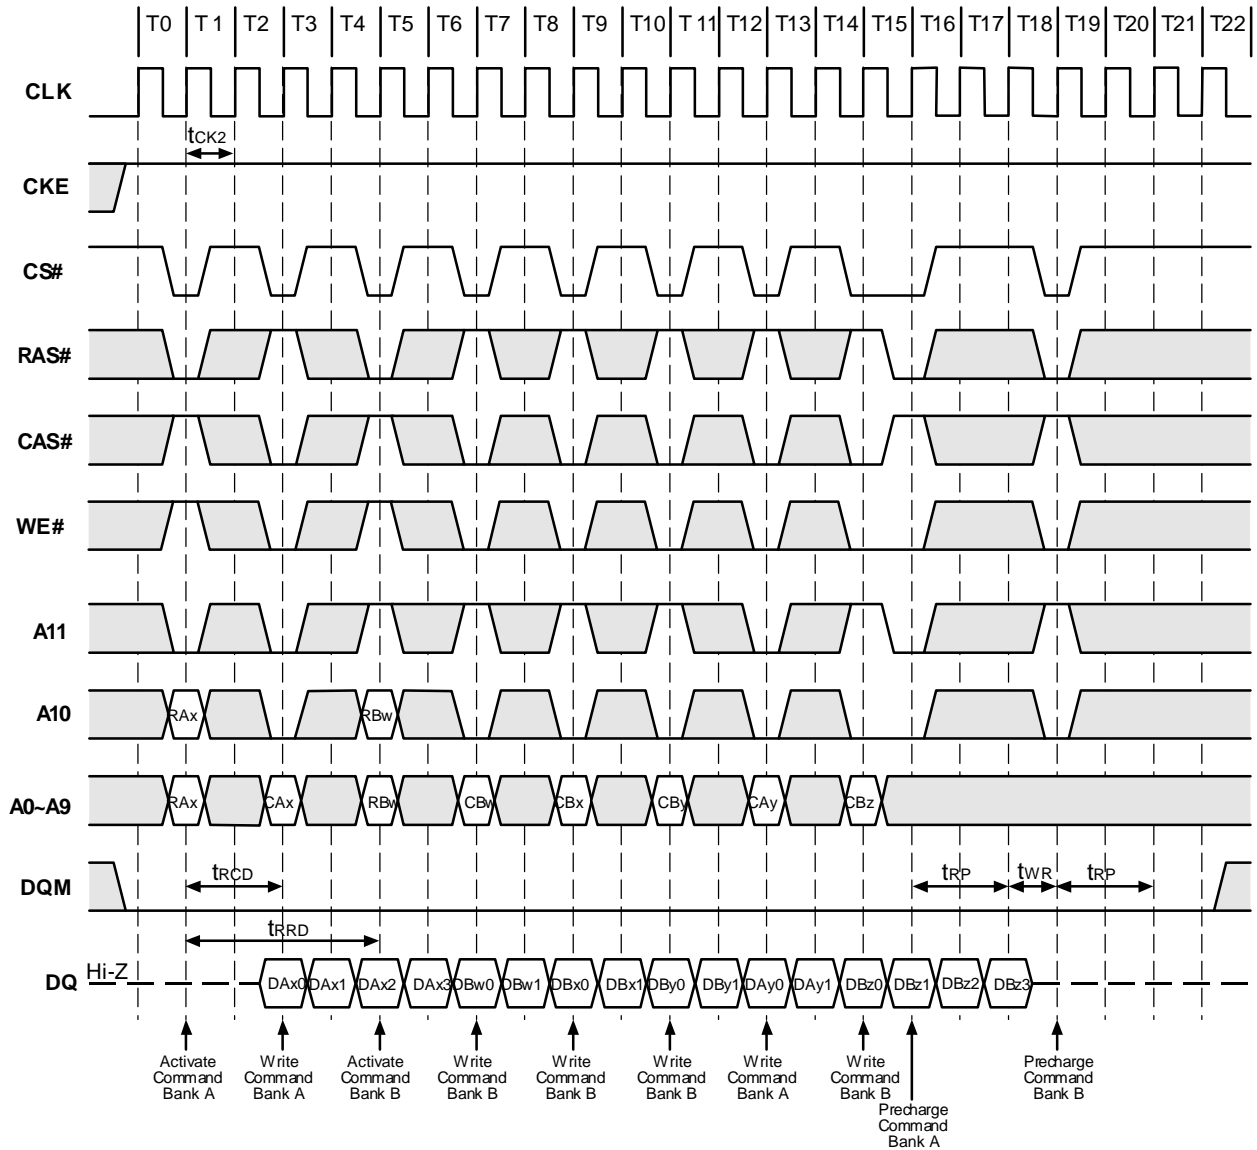 T0 T 1 T2 T3 T4 T5 T6 T7 T8 T9 T10 T 11 T12 T13 T14 T15 T16 T17 T18 T19 T20 T21 T22
CLK
tCK2
CKE
CS#
RAS#
CAS#
WE#
A11
A10
RAx RBw
A0~A9
RAx CAx RBw CBw CBx CBy CAy CBz
DQM
tRCD tRP tWR tRP
tRRD
DQ
Hi-Z
DAx0 DAx1 DAx2 DAx3 DBw0 DBw1 DBx0 DBx1 DBy0 DBy1 DAy0 DAy1 DBz0 DBz1 DBz2 DBz3
Activate
Command
Bank A
Write
Command
Bank A
Activate
Command
Bank B
Write
Command
Bank B
Write
Command
Bank B
Write
Command
Bank B
Write
Command
Bank A
Write
Command
Bank B
Precharge
Command
Bank A
Precharge
Command
Bank B